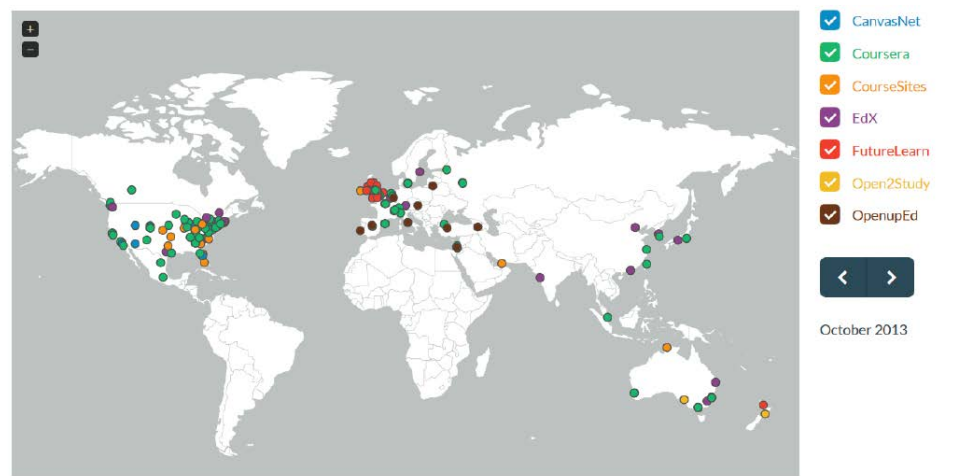 +
−
CanvasNet
Coursera
CourseSites
EdX
FutureLearn
Open2Study
OpenupEd
October 2013